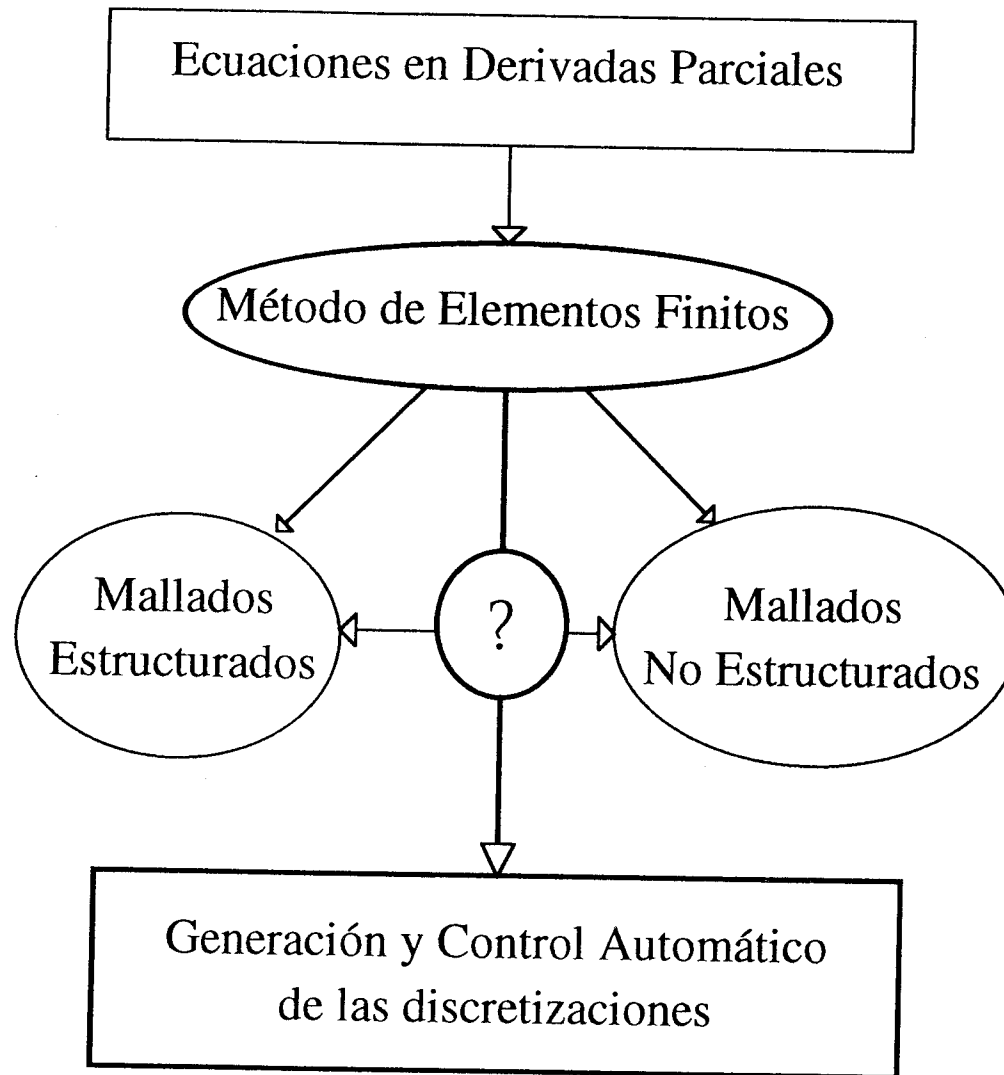 Ecuaciones en Derivadas Parciales
Método de Elementos Finitos
Mallados
Estructurados
?
Mallados
No Estructurados
Generación y Control Automático
de las discretizaciones